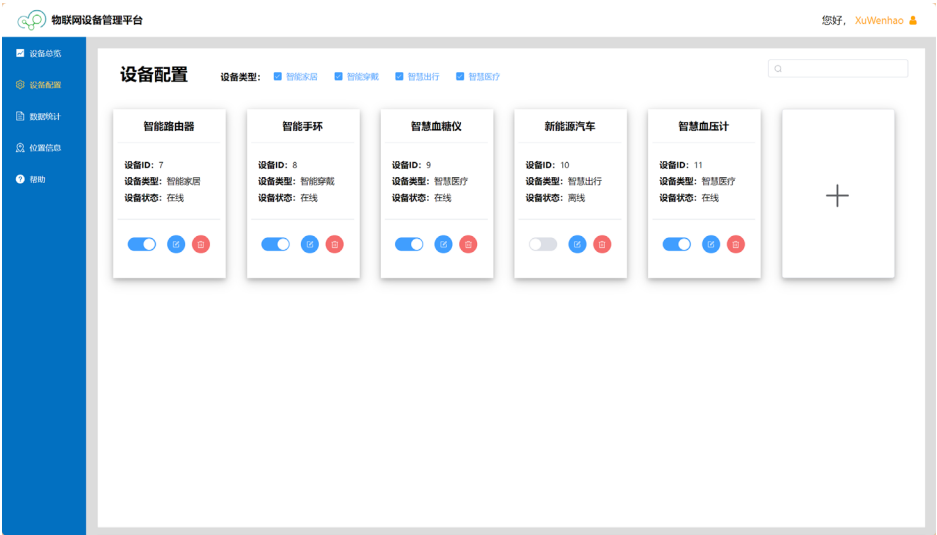 物联网设备管理平台
您好，XuWenhao
设备总览
设备配置
数据统计
位置信息
帮助
设备配置
设备类型： 智能家居 智能穿戴 智慧出行 智慧医疗
智能路由器
设备ID：7
设备类型：智能家居
设备状态：在线
智能手环
设备ID：8
设备类型：智能穿戴
设备状态：在线
智慧血糖仪
设备ID：9
设备类型：智慧医疗
设备状态：在线
新能源汽车
设备ID：10
设备类型：智慧出行
设备状态：离线
智慧血压计
设备ID：11
设备类型：智慧医疗
设备状态：在线